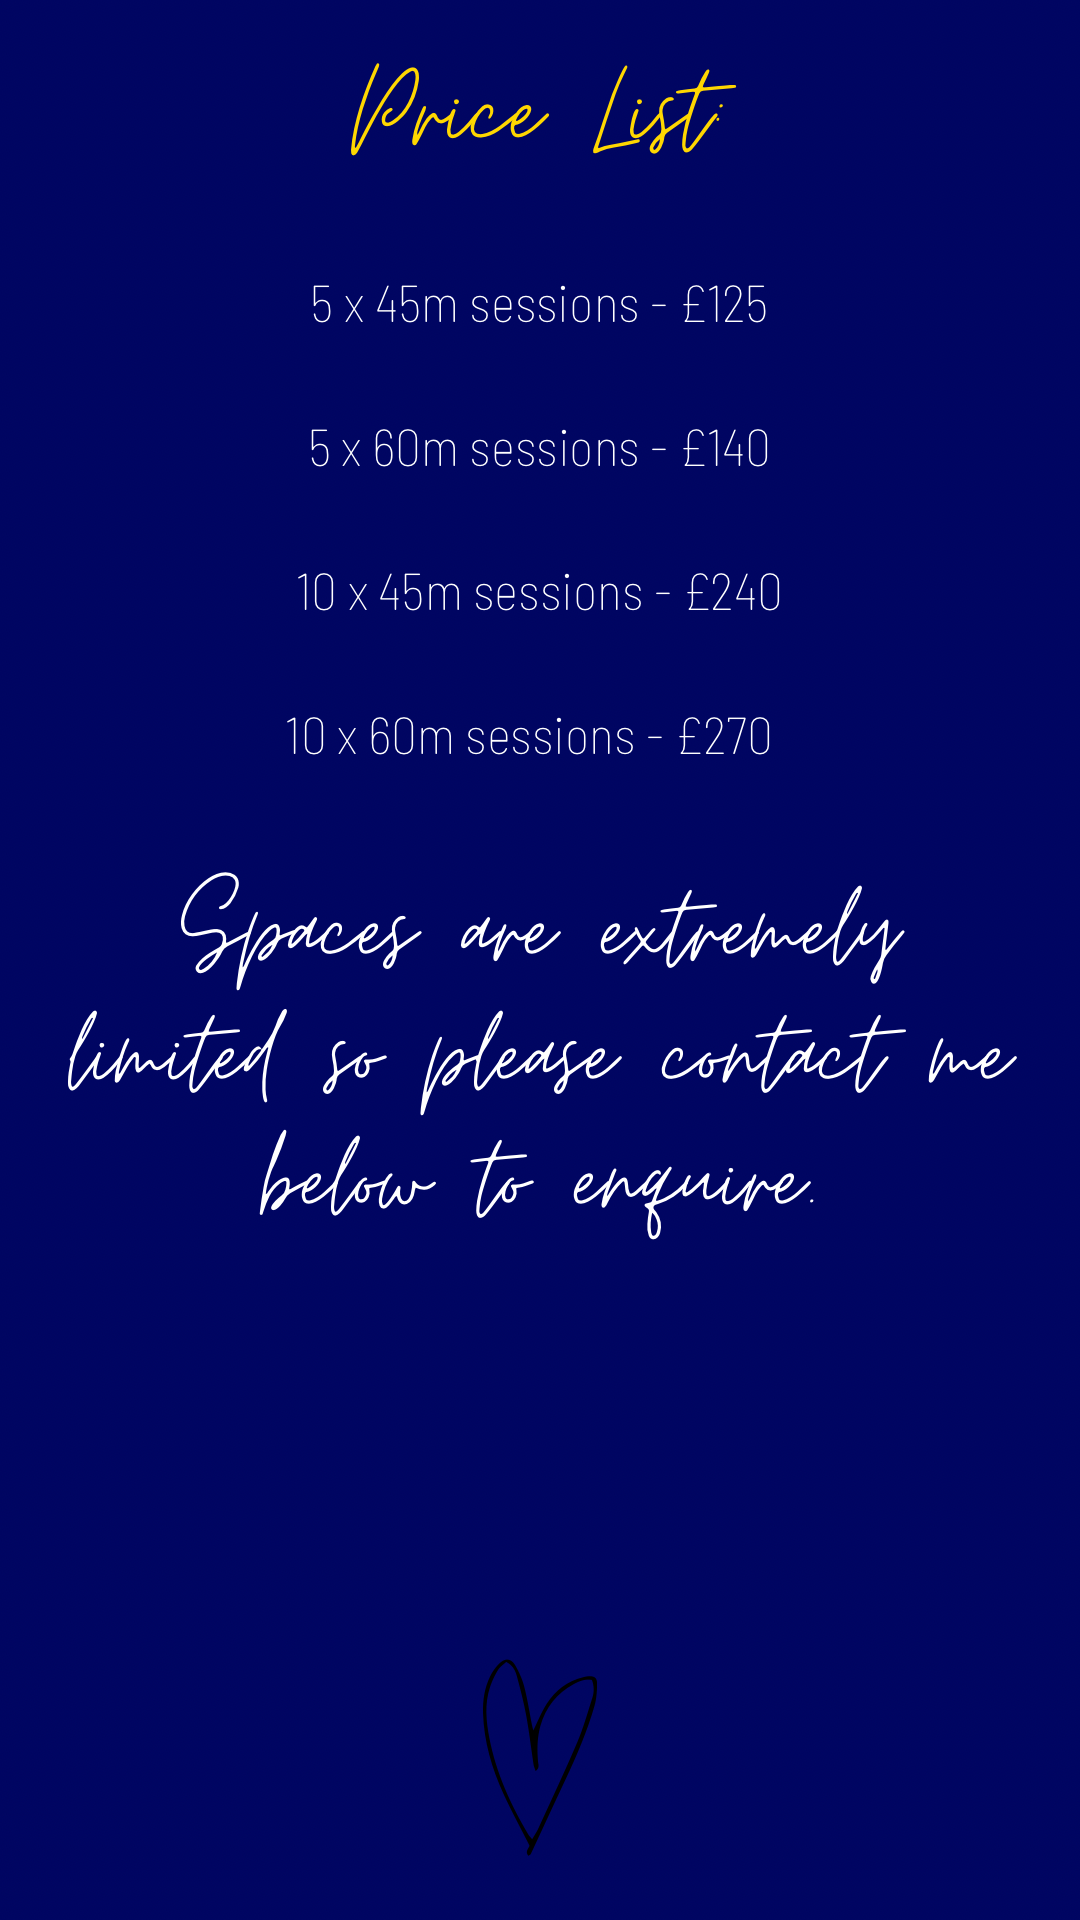 Price List:
5 x 45m sessions - £125
5 x 60m sessions - £140
10 x 45m sessions - £240
10 x 60m sessions - £270
Spaces are extremely
limited so please contact me
below to enquire.